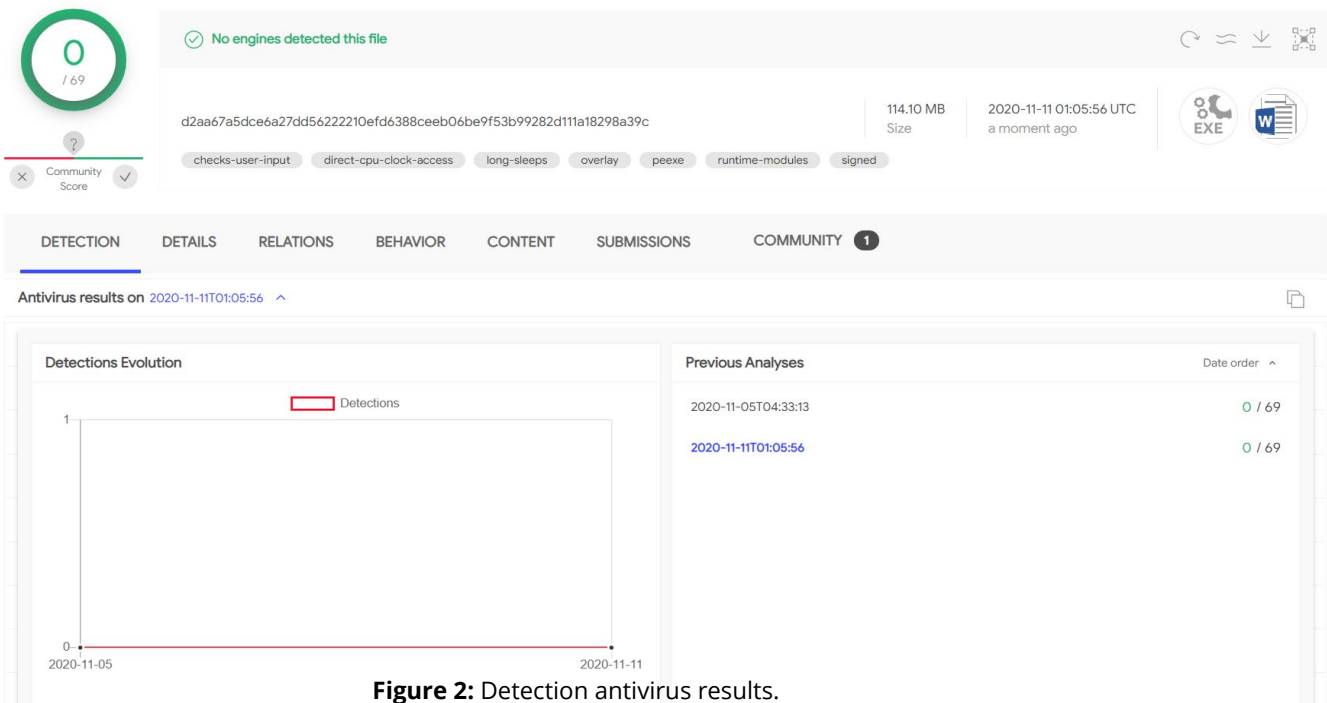 0
/ 69
?
Community
Score
No engines detected this file
d2aa67a5dce6a27dd56222210efd6388ceeb06be9f53b99282d111a18298a39c
114.10 MB
Size
2020-11-11 01:05:56 UTC
a moment ago
EXE
W
checks-user-input direct-cpu-clock-access long-sleeps overlay peexe runtime-modules signed
DETECTION DETAILS RELATIONS BEHAVIOR CONTENT SUBMISSIONS COMMUNITY 1
Antivirus results on 2020-11-11T01:05:56
Detections Evolution
Detections
1
0
2020-11-05 2020-11-11
Previous Analyses Date order
2020-11-05T04:33:13 0 / 69
2020-11-11T01:05:56 0 / 69
Figure 2: Detection antivirus results.